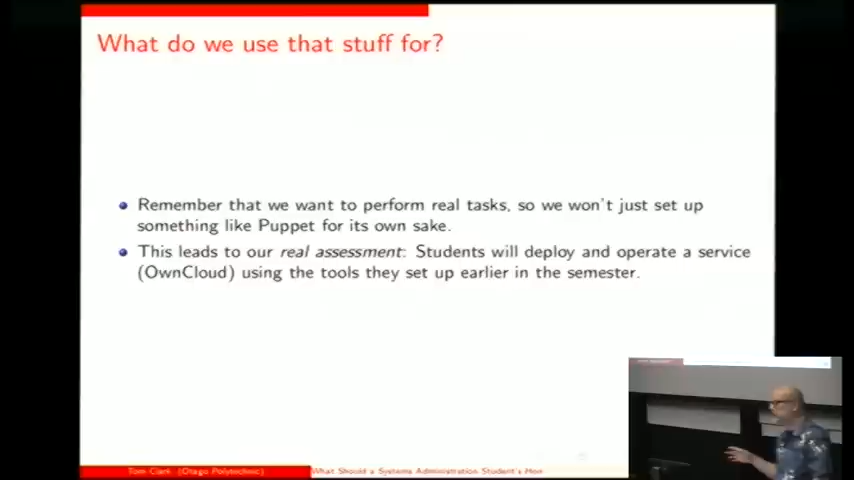 What do we use that stuff for?
Remember that we want to perform real tasks, so we won't just set up
something like Puppet for its own sake.
This leads to our real assessment: Students will deploy and operate a service
(OwnCloud) using the tools they set up earlier in the semester.
Tom Clark (Otago Polytechnic)
What Should a Systems Administration Student's Hom